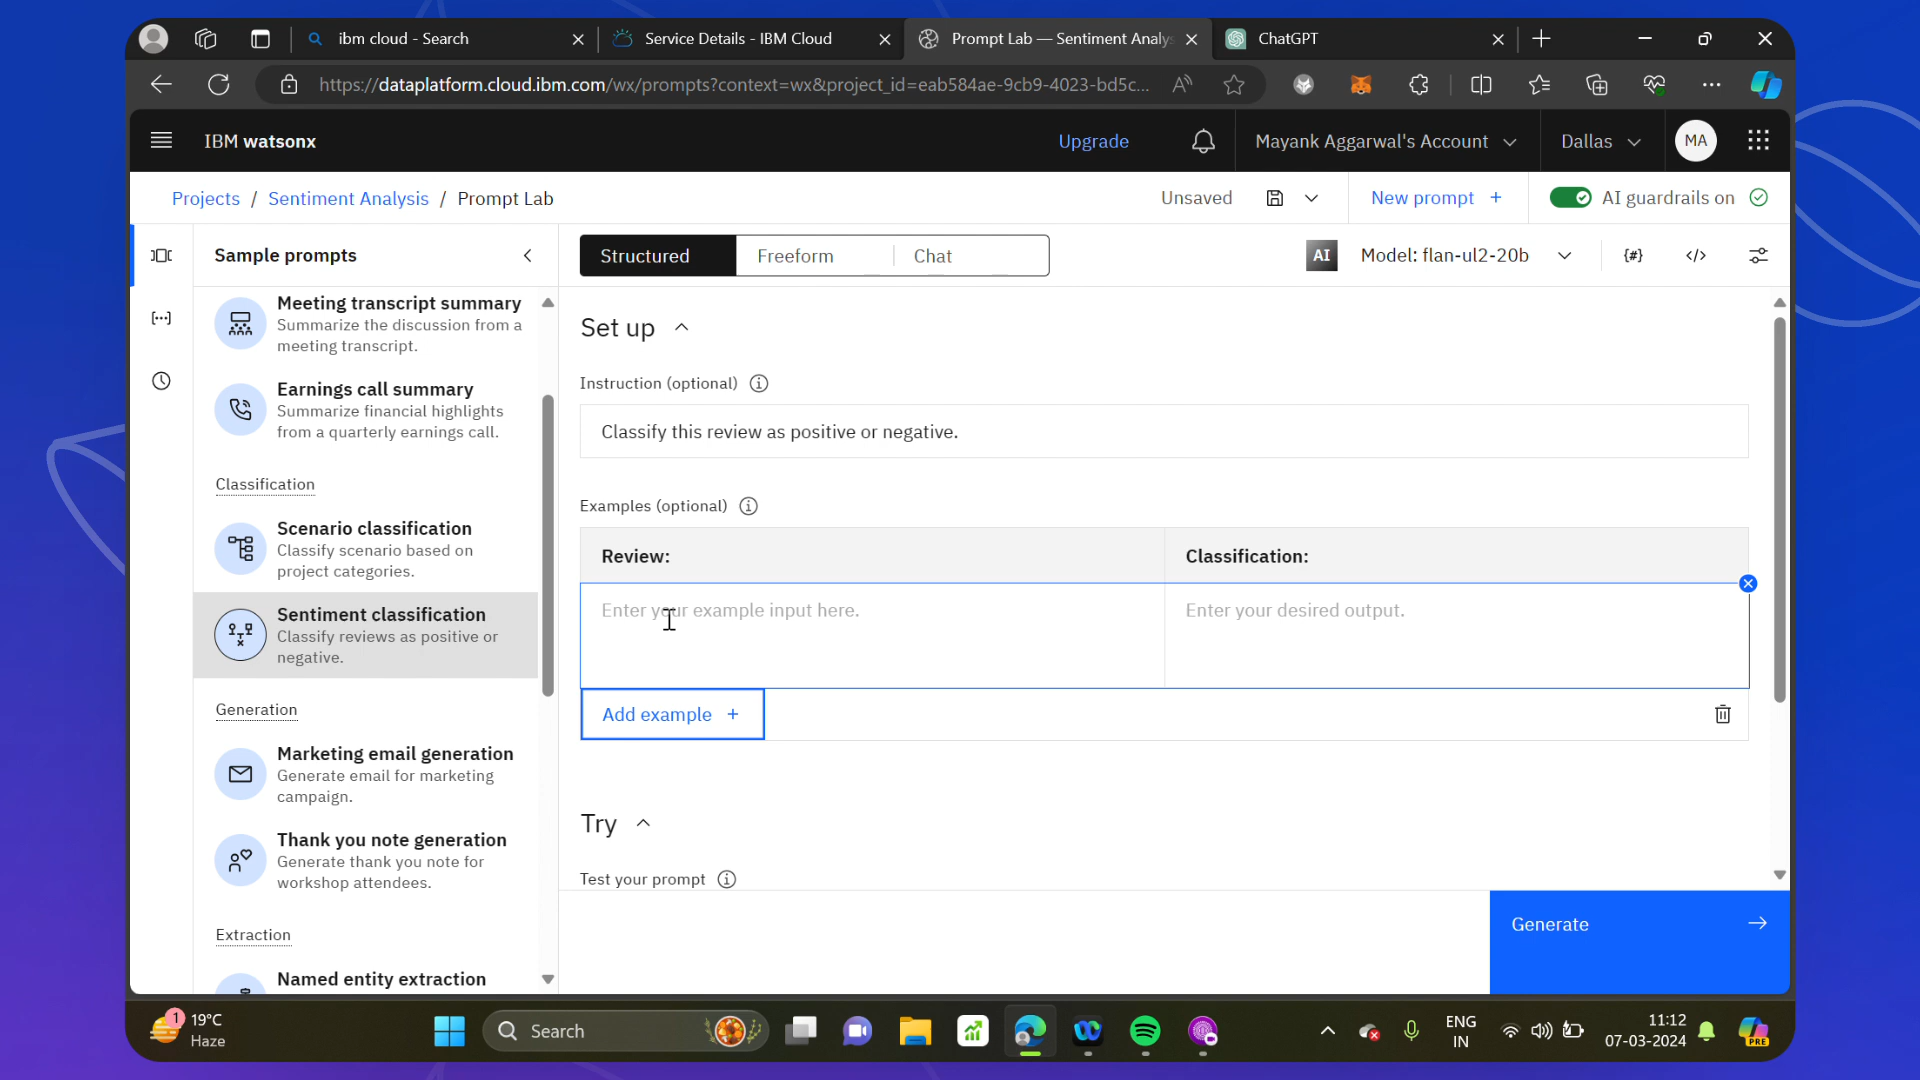 ibm cloud - Search
Service Details - IBM Cloud
Prompt Lab — Sentiment Analys
ChatGPT
https://dataplatform.cloud.ibm.com/wx/prompts?context=wx&project_id=eab584ae-9cb9-4023-bd5c...
IBM watsonx
Upgrade
Mayank Aggarwal's Account
Dallas
MA
Projects / Sentiment Analysis / Prompt Lab
Unsaved
New prompt +
AI guardrails on
Sample prompts
Structured
Freeform
Chat
AI
Model: flan-ul2-20b
{#}
</>
Meeting transcript summary
Summarize the discussion from a
meeting transcript.
Earnings call summary
Summarize financial highlights
from a quarterly earnings call.
Classification
Scenario classification
Classify scenario based on
project categories.
Sentiment classification
Classify reviews as positive or
negative.
Generation
Marketing email generation
Generate email for marketing
campaign.
Thank you note generation
Generate thank you note for
workshop attendees.
Extraction
Named entity extraction
Set up
Instruction (optional)
Classify this review as positive or negative.
Examples (optional)
Review:
Classification:
Enter your example input here.
Enter your desired output.
Add example +
Try
Test your prompt
Generate
1
19°C
Haze
Search
ENG
IN
11:12
07-03-2024
PRE